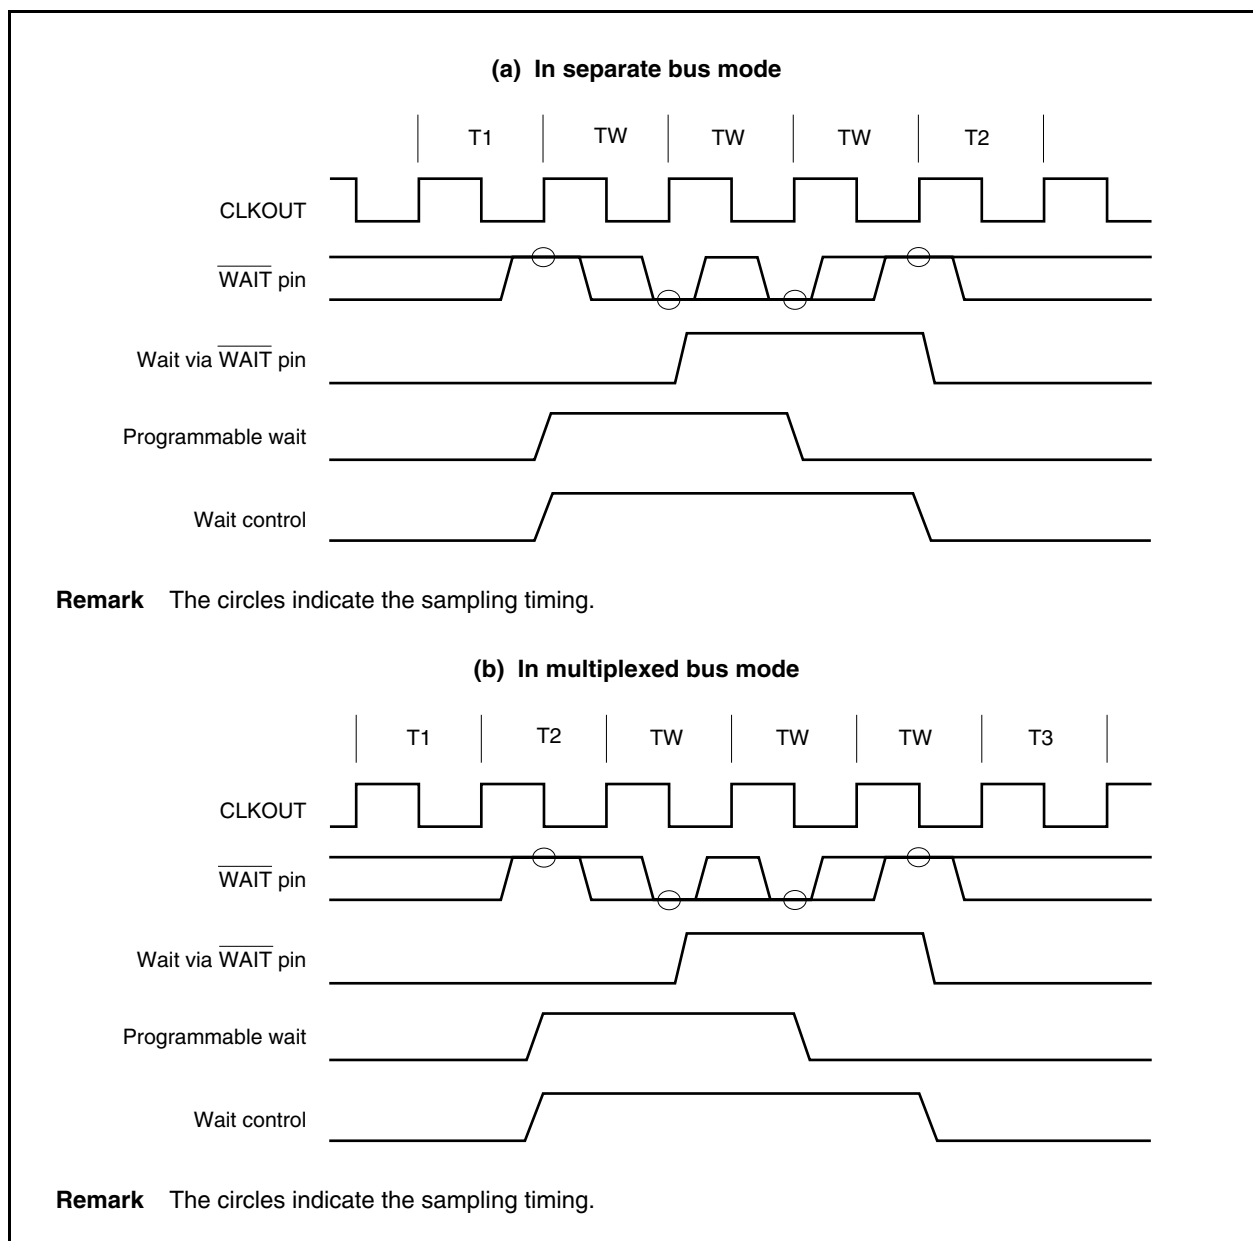 (a) In separate bus mode
T1 TW TW TW T2
CLKOUT
WAIT pin
Wait via WAIT pin
Programmable wait
Wait control
Remark The circles indicate the sampling timing.
(b) In multiplexed bus mode
T1 T2 TW TW TW T3
CLKOUT
WAIT pin
Wait via WAIT pin
Programmable wait
Wait control
Remark The circles indicate the sampling timing.